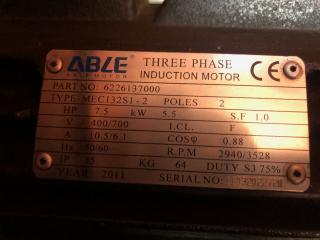 ABLE THREE PHASE
INDUCTION MOTOR CE
PART NO: 6226137000
TYPE MEC132S1-2 POLES 2
HP 7.5 kW 5.5 S.F 1.0
V 400/700 I.CL. F
A 10.5/6.1 COSφ 0.88
Hz 50/60 R.P.M 2940/3528
IP 55 KG 64 DUTY S3 75%
YEAR 2011 SERIAL NO: